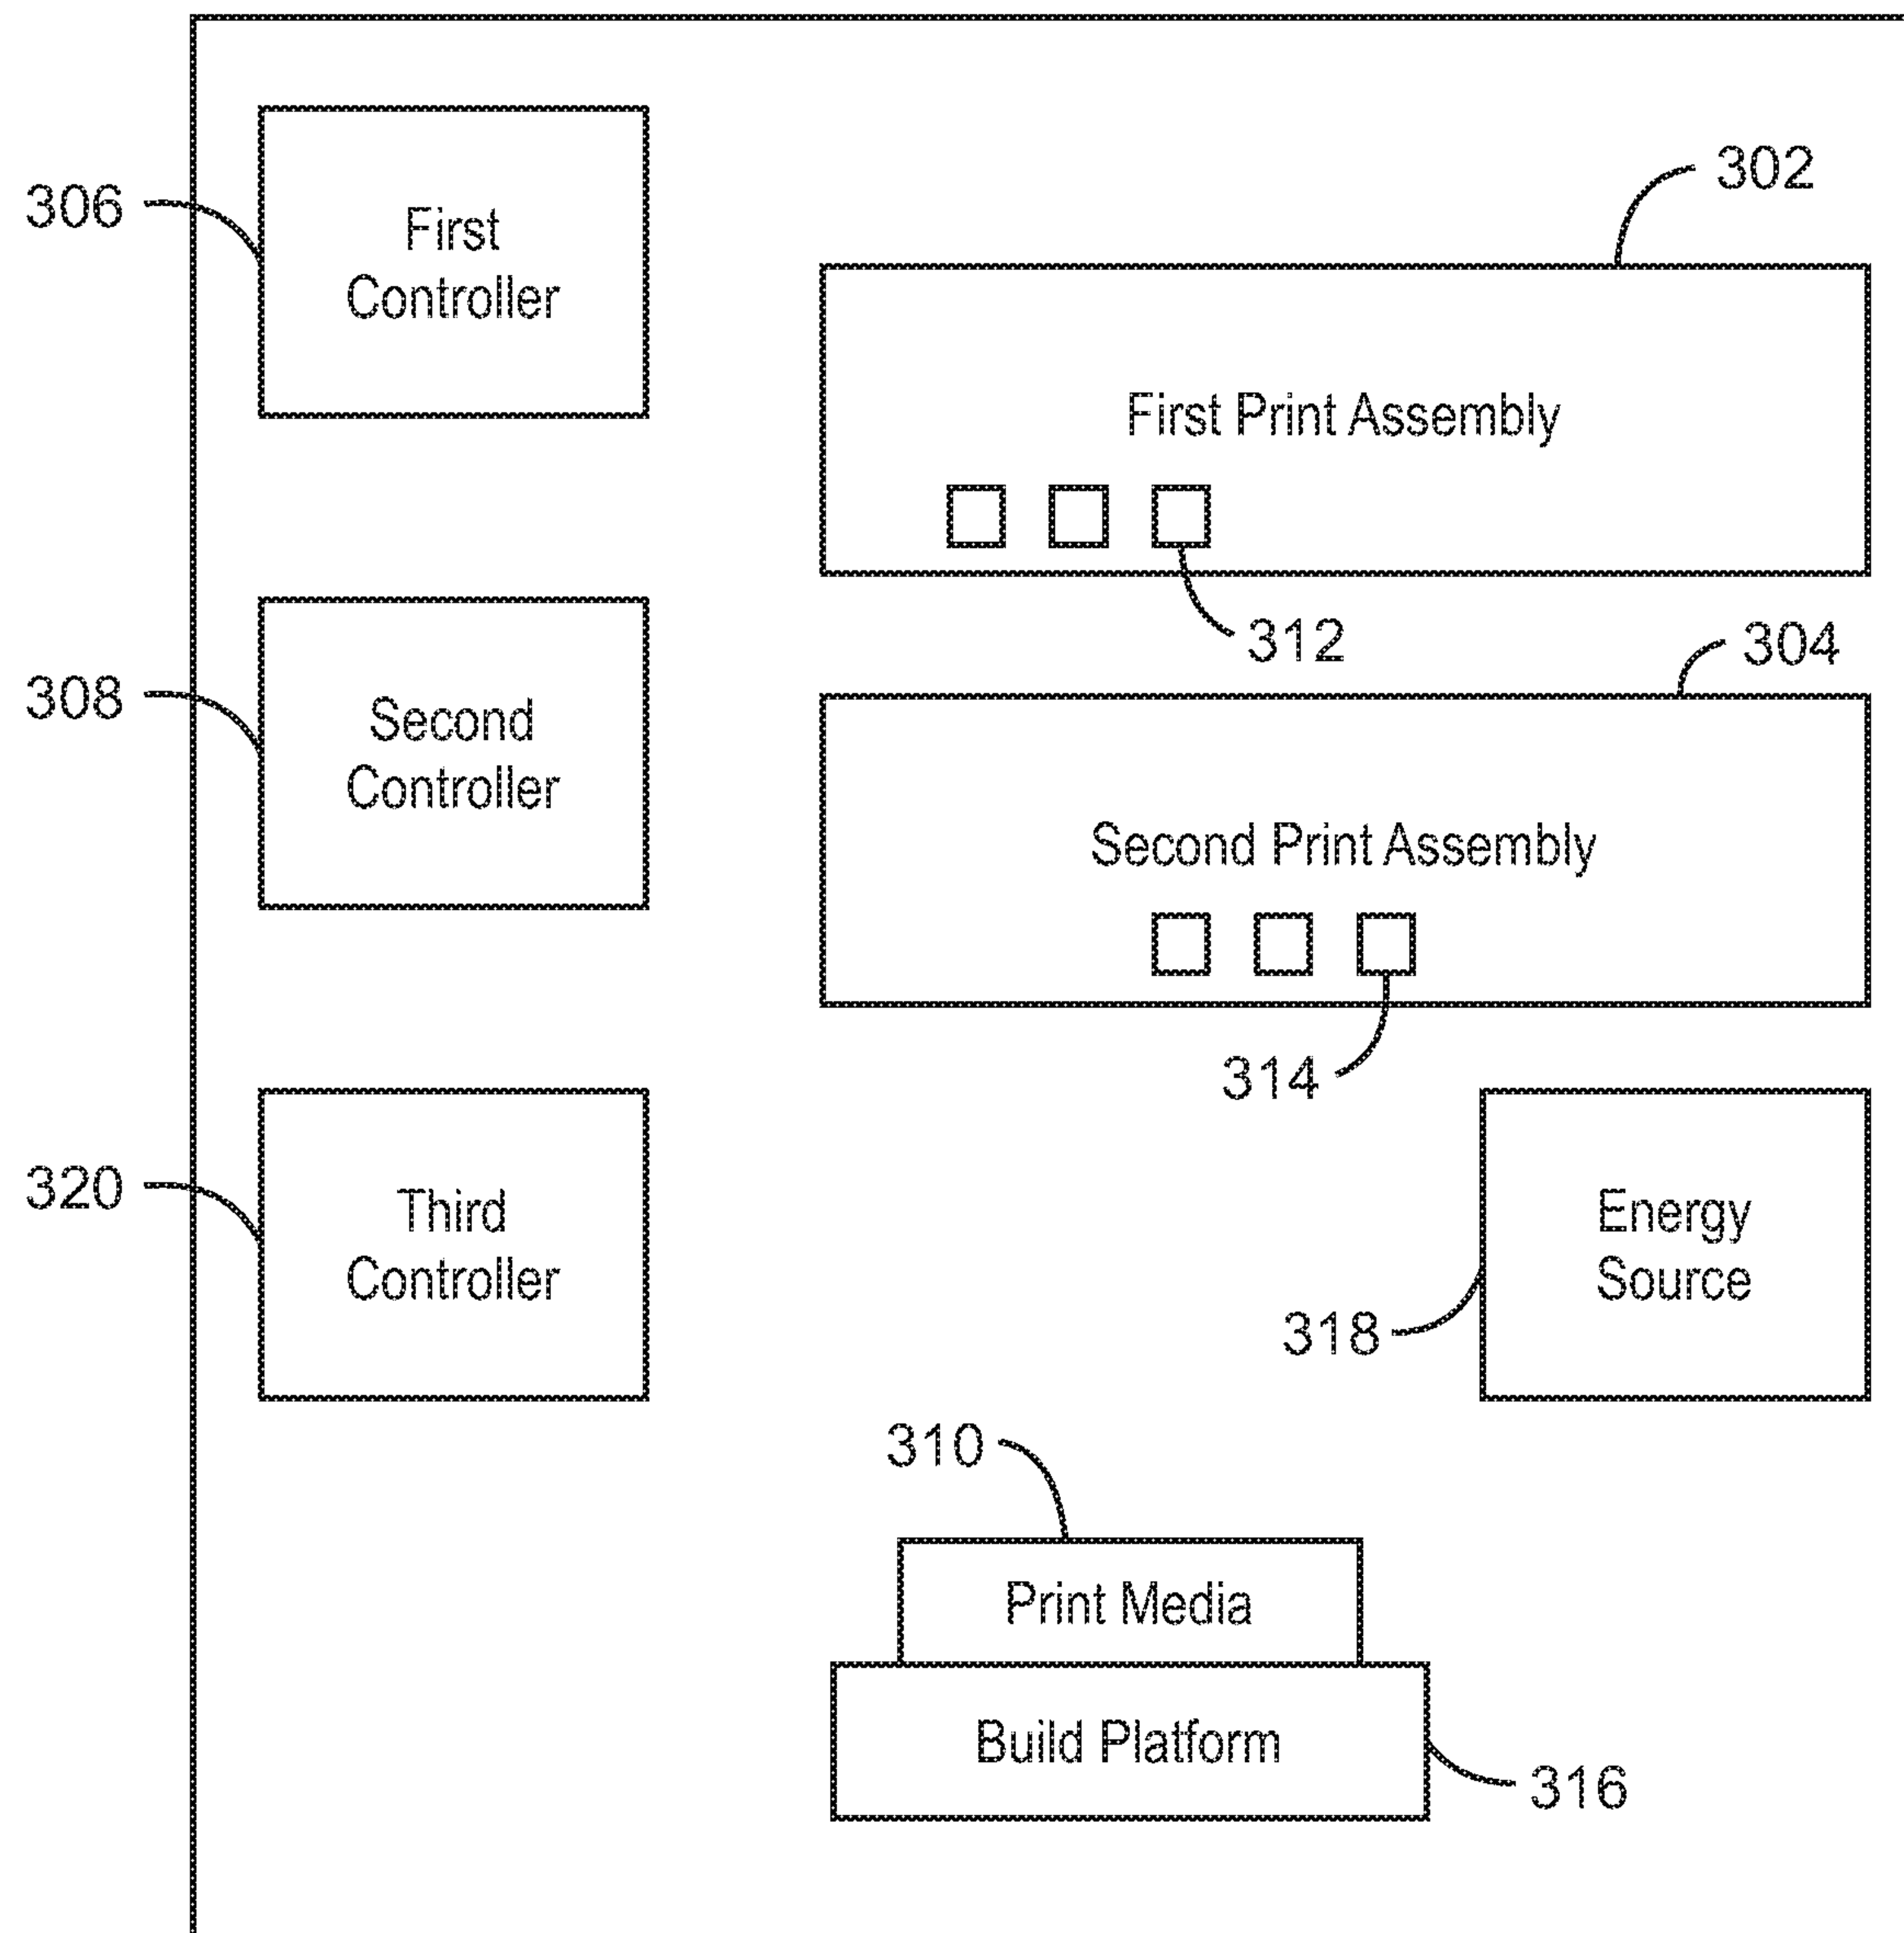 302
306
First
Controller
First Print Assembly
312
304
308
Second
Controller
Second Print Assembly
314
320
Third
Controller
Energy
Source
318
310
Print Media
Build Platform
316